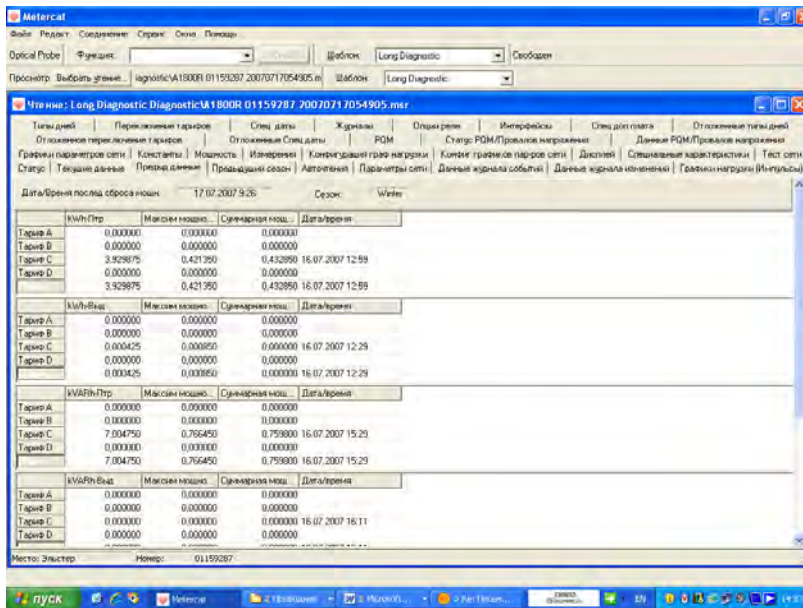 Metercat
Файл Редакт Соединение Сервис Окна Помощь
Optical Probe Функция: Шаблон: Long Diagnostic Свободен
Просмотр Выбрать чтение... iagnostic\A1800R 01159287 20070717054905.m Шаблон: Long Diagnostic
Чтение: Long Diagnostic Diagnostic\A1800R 01159287 20070717054905.msr
Типы дней Переключение тарифов Спец. даты Журналы Опции реле Интерфейсы Спец доп плата Отложенные типы дней
Отложенное переключение тарифов Отложенные Спец даты PQM Статус PQM/Провалов напряжения Данные PQM/Провалов напряжения
Графики параметров сети Константы Мощность Измерения Конфигурация граф нагрузки Конфиг графиков пар-ров сети Дисплей Специальные характеристики Тест сети
Статус Текущие данные Предыд данные Предыдущий сезон Авточтения Параметры сети Данные журнала событий Данные журнала изменений Графики нагрузки (Импульсы)
Дата/Время послед сброса мощн. 17.07.2007 9:26 Сезон: Winter
kWh-Птр Максим мощно... Суммарная мощ... Дата/время
Тариф A 0,000000 0,000000 0,000000
Тариф B 0,000000 0,000000 0,000000
Тариф C 3,929875 0,421350 0,432850 16.07.2007 12:59
Тариф D 0,000000 0,000000 0,000000
3,929875 0,421350 0,432850 16.07.2007 12:59
kWh-Выд Максим мощно... Суммарная мощ... Дата/время
Тариф A 0,000000 0,000000 0,000000
Тариф B 0,000000 0,000000 0,000000
Тариф C 0,000425 0,000850 0,000000 16.07.2007 12:29
Тариф D 0,000000 0,000000 0,000000
0,000425 0,000850 0,000000 16.07.2007 12:29
kVARh-Птр Максим мощно... Суммарная мощ... Дата/время
Тариф A 0,000000 0,000000 0,000000
Тариф B 0,000000 0,000000 0,000000
Тариф C 7,004750 0,766450 0,759800 16.07.2007 15:29
Тариф D 0,000000 0,000000 0,000000
7,004750 0,766450 0,759800 16.07.2007 15:29
kVARh-Выд Максим мощно... Суммарная мощ... Дата/время
Тариф A 0,000000 0,000000 0,000000
Тариф B 0,000000 0,000000 0,000000
Тариф C 0,000000 0,000000 0,000000 16.07.2007 16:11
Тариф D 0,000000 0,000000 0,000000
Место: Эльстер Номер: 01159287
пуск Metercat 2 Проводник 2 Microsoft... EN